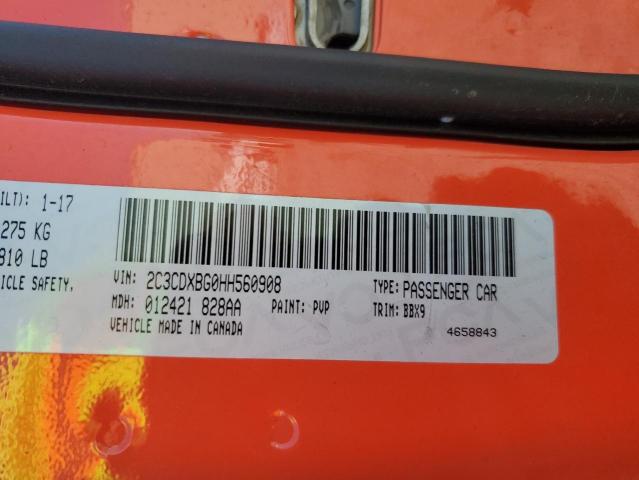 ILT): 1-17
275 KG
810 LB
ICLE SAFETY,
VIN: 2C3CDXBG0HH560908
TYPE: PASSENGER CAR
MDH: 012421 828AA PAINT: PVP
TRIM: BBX9
VEHICLE MADE IN CANADA
4658843